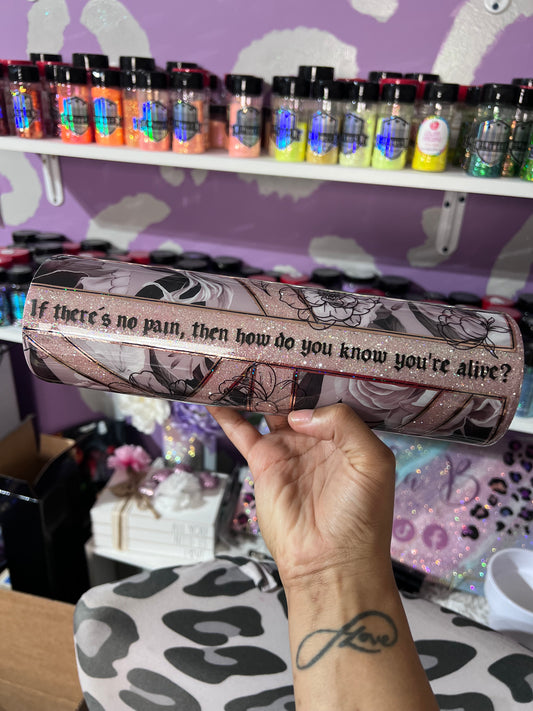 If there's no pain, then how do you know you're alive?
Love